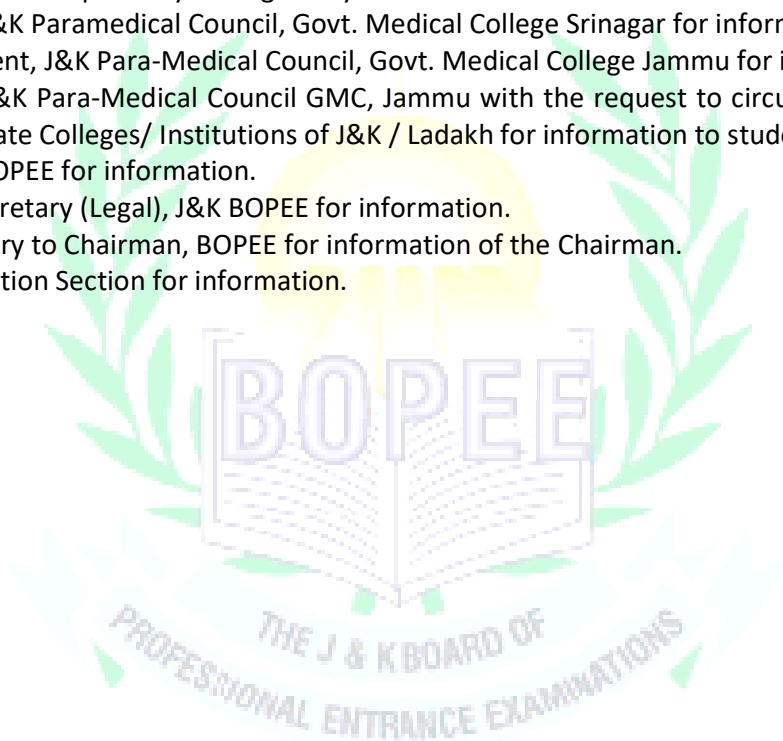 &K Paramedical Council, Govt. Medical College Srinagar for inform
ent, J&K Para-Medical Council, Govt. Medical College Jammu for i
&K Para-Medical Council GMC, Jammu with the request to circu
ate Colleges/ Institutions of J&K / Ladakh for information to stude
OPEE for information.
retary (Legal), J&K BOPEE for information.
ry to Chairman, BOPEE for information of the Chairman.
tion Section for information.
BOPEE
THE J & K BOARD OF
PROFESSIONAL ENTRANCE EXAMINATIONS